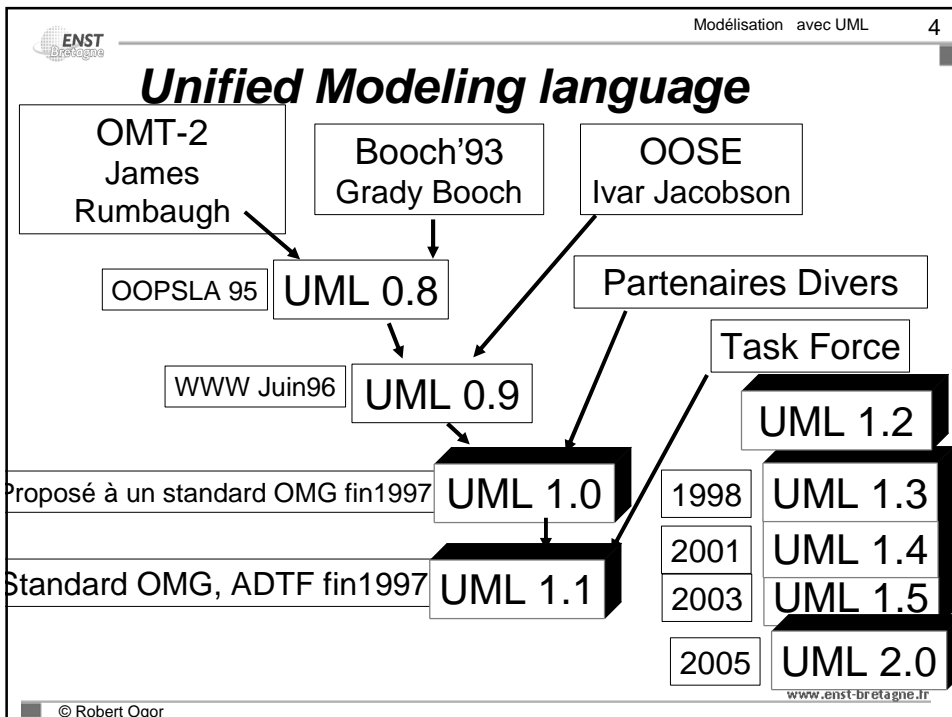 ENST
Bretagne
Modélisation avec UML
4
Unified Modeling language
OMT-2
James
Rumbaugh
Booch'93
Grady Booch
OOSE
Ivar Jacobson
OOPSLA 95
UML 0.8
Partenaires Divers
Task Force
WWW Juin96
UML 0.9
UML 1.2
Proposé à un standard OMG fin1997
UML 1.0
1998
UML 1.3
2001
UML 1.4
Standard OMG, ADTF fin1997
UML 1.1
2003
UML 1.5
2005
UML 2.0
www.enst-bretagne.fr
© Robert Ogor